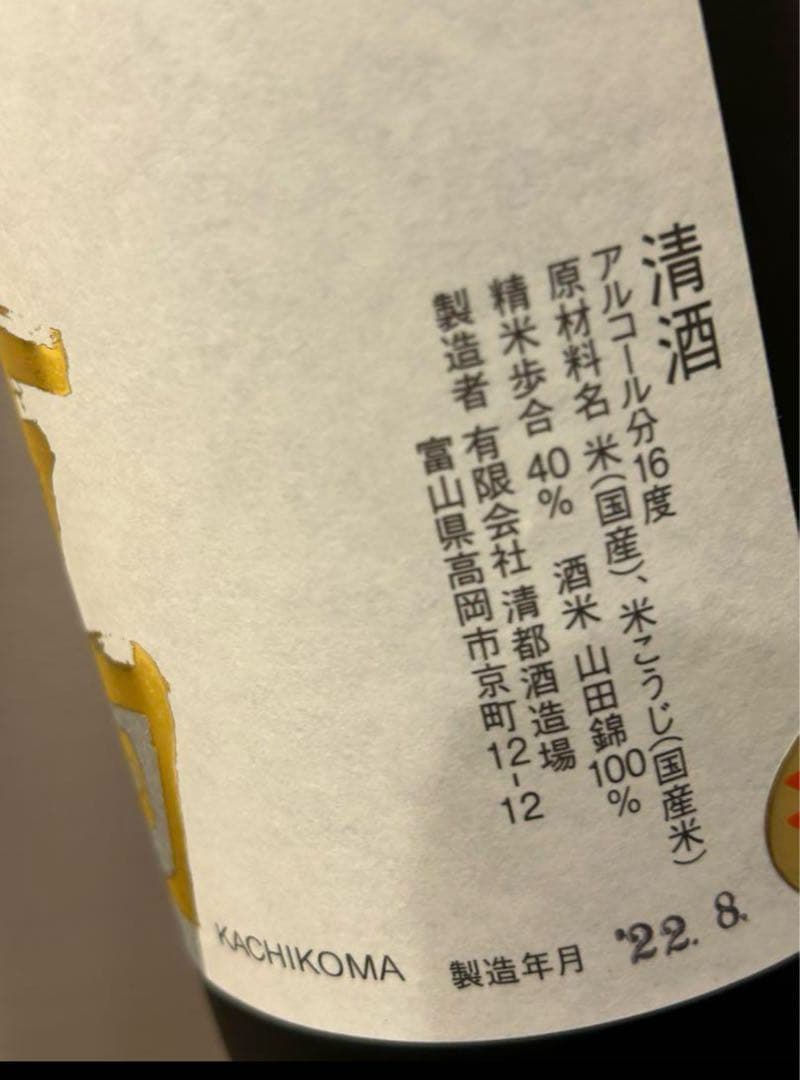 清酒
アルコール分16度
原材料名 米(国産)、米こうじ(国産米)
精米歩合 40% 酒米 山田錦100%
製造者 有限会社 清都酒造場
富山県高岡市京町12-12
KACHIKOMA 製造年月 '22. 8.